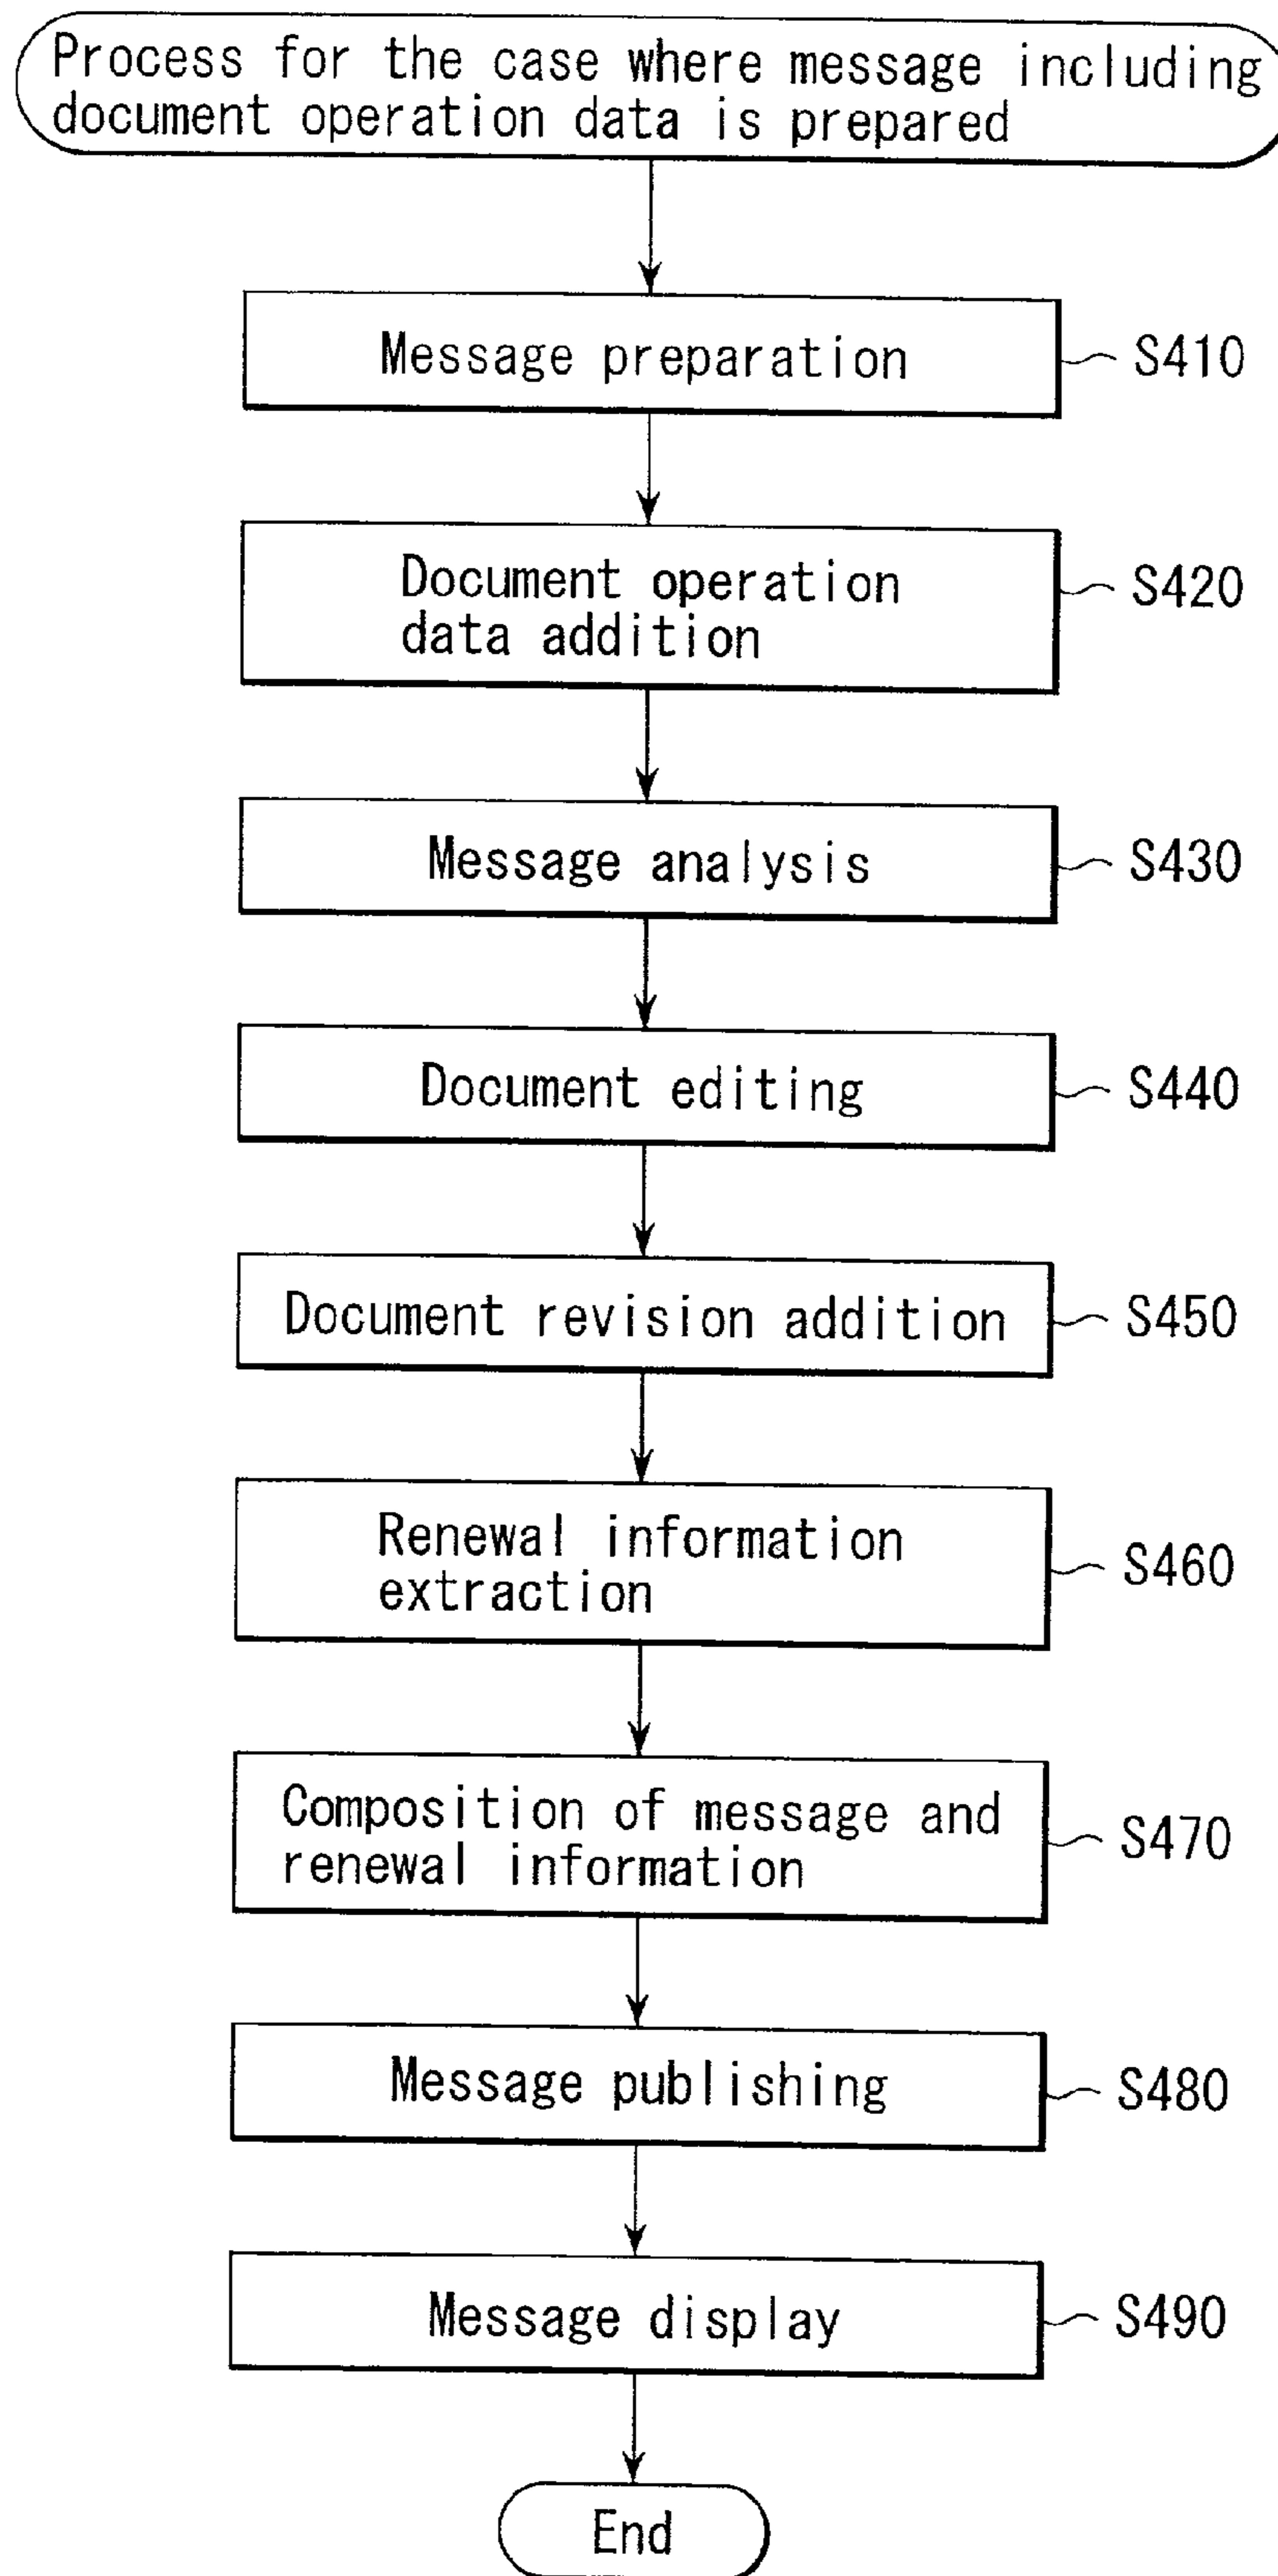 Process for the case where message including
document operation data is prepared
Message preparation
S410
Document operation
data addition
S420
Message analysis
S430
Document editing
S440
Document revision addition
S450
Renewal information
extraction
S460
Composition of message and
renewal information
S470
Message publishing
S480
Message display
S490
End